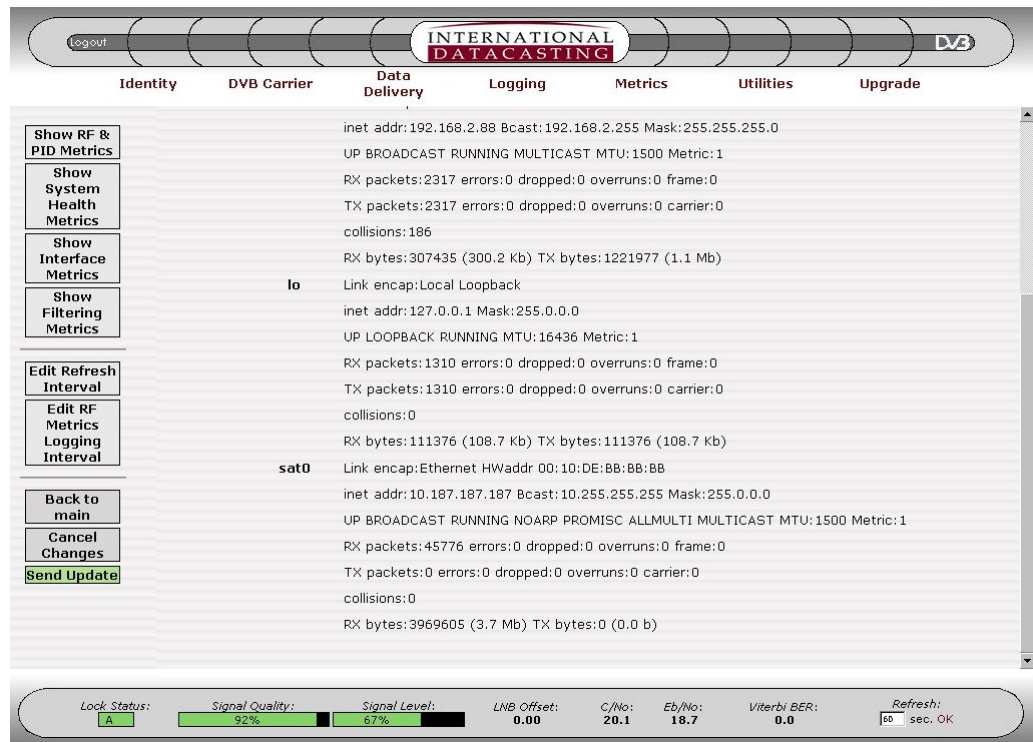 Logout
INTERNATIONAL
DATACASTING
DVB
Identity
DVB Carrier
Data
Delivery
Logging
Metrics
Utilities
Upgrade
Show RF &
PID Metrics
Show
System
Health
Metrics
Show
Interface
Metrics
Show
Filtering
Metrics
Edit Refresh
Interval
Edit RF
Metrics
Logging
Interval
Back to
main
Cancel
Changes
Send Update
inet addr:192.168.2.88 Bcast:192.168.2.255 Mask:255.255.255.0
UP BROADCAST RUNNING MULTICAST MTU:1500 Metric:1
RX packets:2317 errors:0 dropped:0 overruns:0 frame:0
TX packets:2317 errors:0 dropped:0 overruns:0 carrier:0
collisions:186
RX bytes:307435 (300.2 Kb) TX bytes:1221977 (1.1 Mb)
lo Link encap:Local Loopback
inet addr:127.0.0.1 Mask:255.0.0.0
UP LOOPBACK RUNNING MTU:16436 Metric:1
RX packets:1310 errors:0 dropped:0 overruns:0 frame:0
TX packets:1310 errors:0 dropped:0 overruns:0 carrier:0
collisions:0
RX bytes:111376 (108.7 Kb) TX bytes:111376 (108.7 Kb)
sat0 Link encap:Ethernet HWaddr 00:10:DE:BB:BB:BB
inet addr:10.187.187.187 Bcast:10.255.255.255 Mask:255.0.0.0
UP BROADCAST RUNNING NOARP PROMISC ALLMULTI MULTICAST MTU:1500 Metric:1
RX packets:45776 errors:0 dropped:0 overruns:0 frame:0
TX packets:0 errors:0 dropped:0 overruns:0 carrier:0
collisions:0
RX bytes:3969605 (3.7 Mb) TX bytes:0 (0.0 b)
Lock Status:
A
Signal Quality:
92%
Signal Level:
67%
LNB Offset:
0.00
C/No:
20.1
Eb/No:
18.7
Viterbi BER:
0.0
Refresh:
60 sec. OK